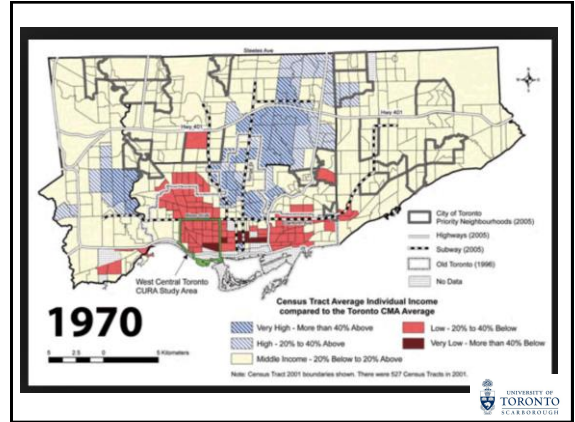 Steeles Ave
Hwy 401
Hwy 401
West Central Toronto
CURA Study Area
City of Toronto
Priority Neighbourhoods (2005)
Highways (2005)
Subway (2005)
Old Toronto (1996)
No Data
1970
5 2.5 0 5 Kilometers
Census Tract Average Individual Income
compared to the Toronto CMA Average
Very High - More than 40% Above
High - 20% to 40% Above
Middle Income - 20% Below to 20% Above
Low - 20% to 40% Below
Very Low - More than 40% Below
Note: Census Tract 2001 boundaries shown. There were 527 Census Tracts in 2001.
UNIVERSITY OF
TORONTO
SCARBOROUGH